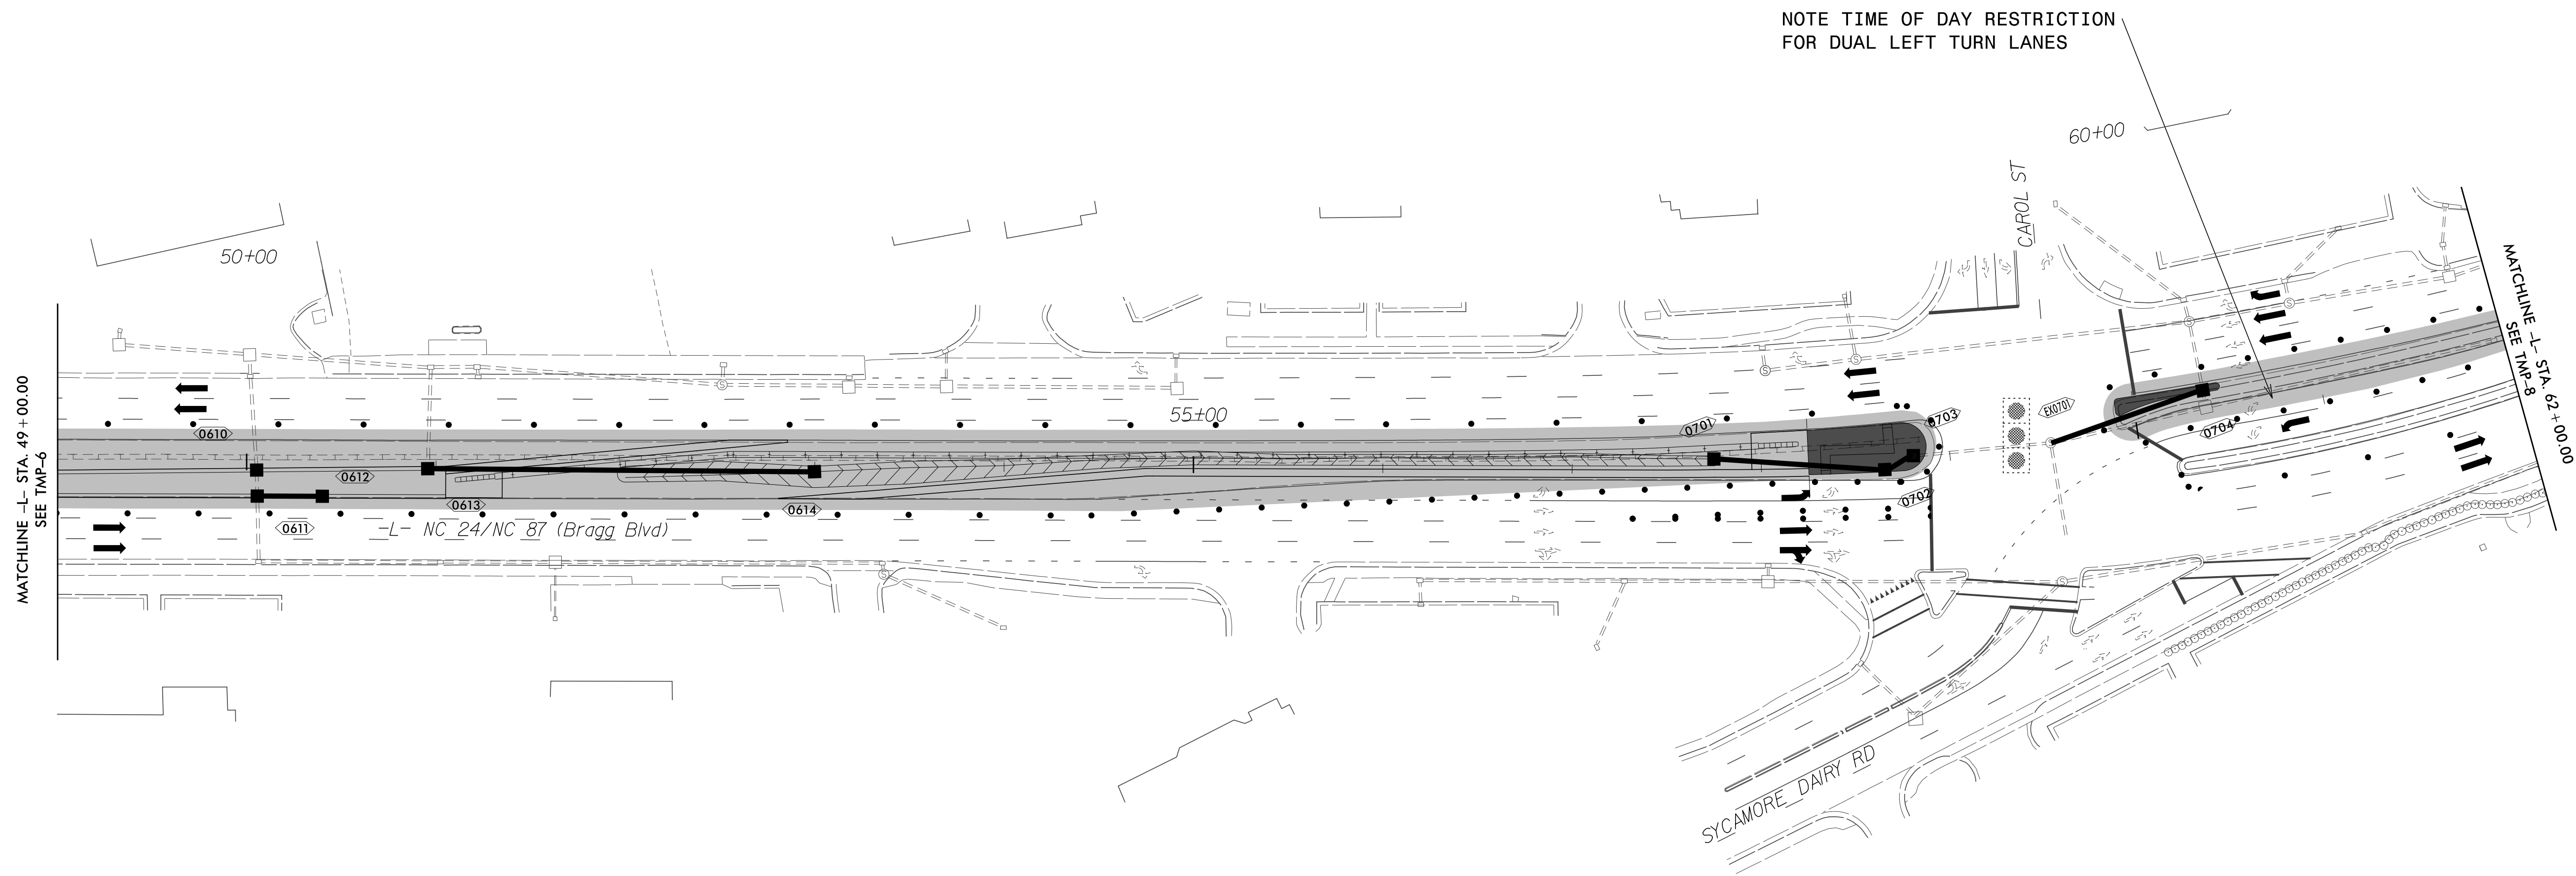 NOTE TIME OF DAY RESTRICTION
FOR DUAL LEFT TURN LANES
60+00
CAROL ST
50+00
55+00
MATCHLINE -L- STA. 49+00.00
SEE TMP-6
MATCHLINE -L- STA. 62+00.00
SEE TMP-8
0610
0612
0613
0611
0614
-L- NC 24/NC 87 (Bragg Blvd)
0701
0703
0702
EX0701
0704
S
S
S
S
S
S
S
S
SYCAMORE DAIRY RD